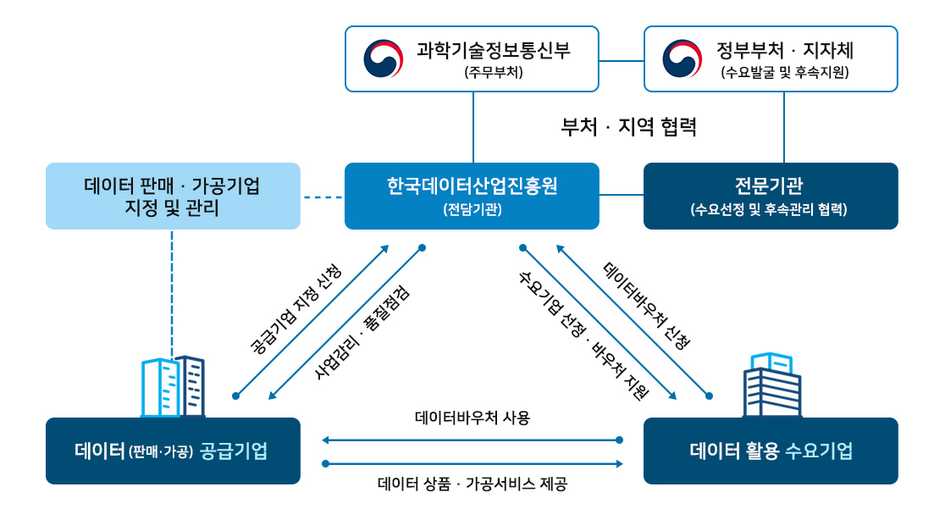 과학기술정보통신부
(주무부처)
정부부처 · 지자체
(수요발굴 및 후속지원)
부처 · 지역 협력
데이터 판매 · 가공기업
지정 및 관리
한국데이터산업진흥원
(전담기관)
전문기관
(수요선정 및 후속관리 협력)
공급기업 지정 신청
사업감리 · 품질점검
수요기업 선정 · 바우처 지원
데이터바우처 신청
데이터 (판매·가공) 공급기업
데이터바우처 사용
데이터 상품 · 가공서비스 제공
데이터 활용 수요기업